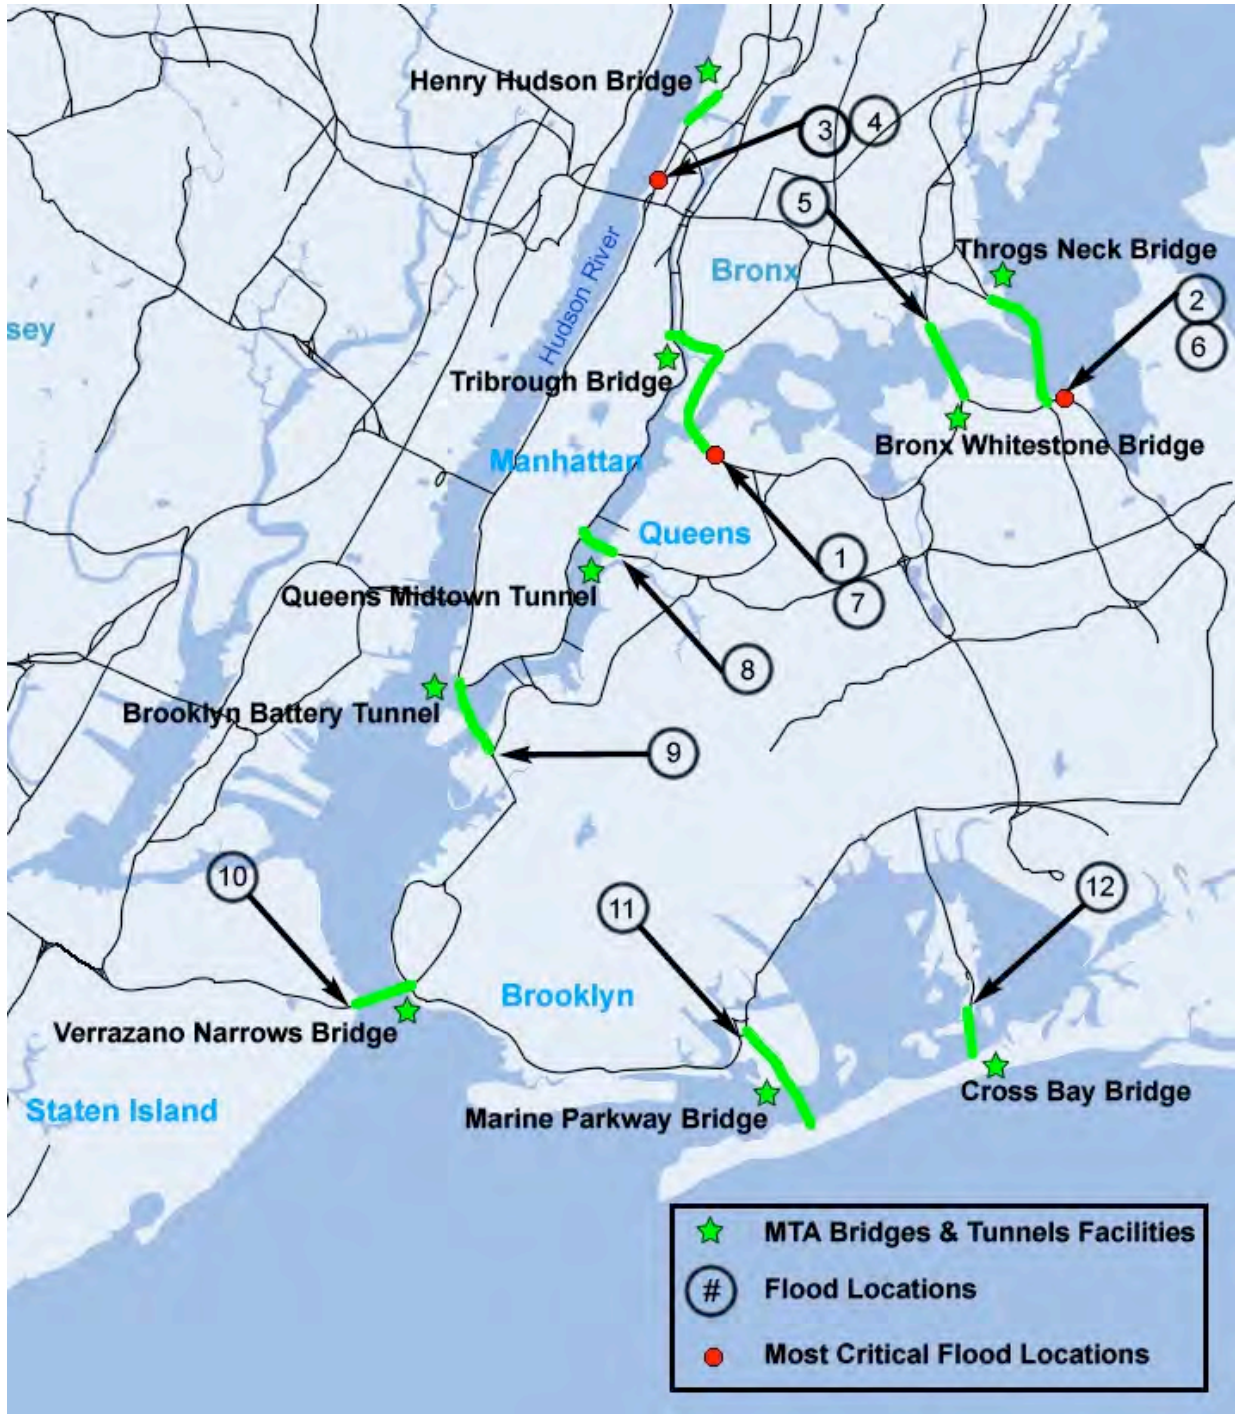 Henry Hudson Bridge
3
4
5
Throgs Neck Bridge
Bronx
2
Hudson River
sey
6
Tribrough Bridge
Bronx Whitestone Bridge
Manhattan
Queens
1
Queens Midtown Tunnel
7
8
Brooklyn Battery Tunnel
9
10
12
11
Brooklyn
Verrazano Narrows Bridge
Cross Bay Bridge
Staten Island
Marine Parkway Bridge
MTA Bridges & Tunnels Facilities
# Flood Locations
Most Critical Flood Locations